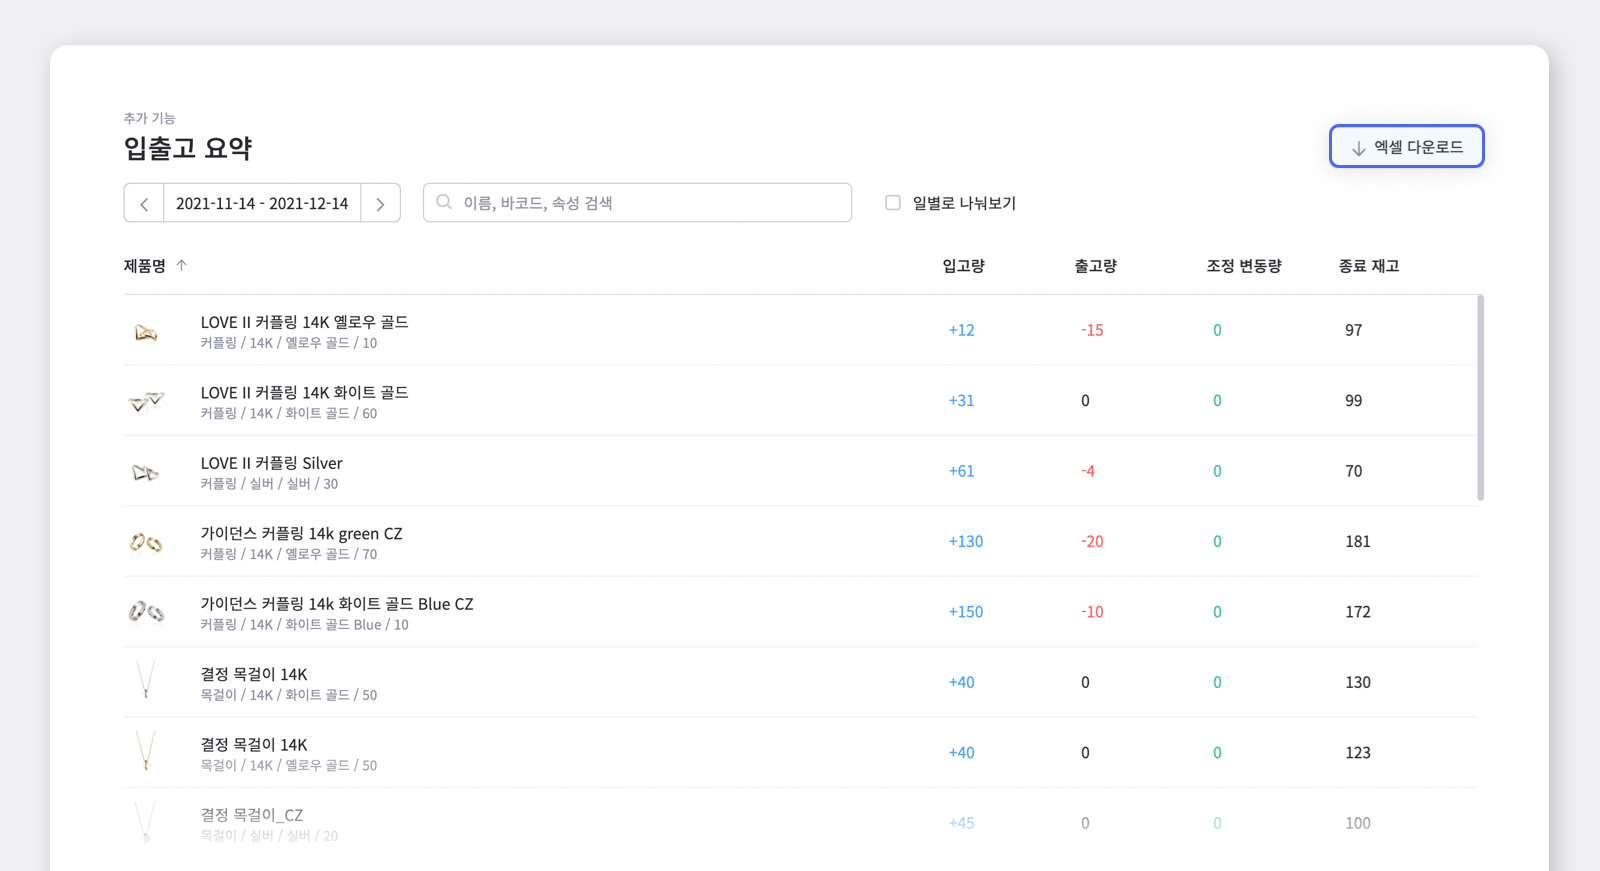 추가 기능
입출고 요약
엑셀 다운로드
2021-11-14 - 2021-12-14
이름, 바코드, 속성 검색
일별로 나눠보기
제품명 입고량 출고량 조정 변동량 종료 재고
LOVE II 커플링 14K 옐로우 골드
커플링 / 14K / 옐로우 골드 / 10
+12 -15 0 97
LOVE II 커플링 14K 화이트 골드
커플링 / 14K / 화이트 골드 / 60
+31 0 0 99
LOVE II 커플링 Silver
커플링 / 실버 / 실버 / 30
+61 -4 0 70
가이던스 커플링 14k green CZ
커플링 / 14K / 옐로우 골드 / 70
+130 -20 0 181
가이던스 커플링 14k 화이트 골드 Blue CZ
커플링 / 14K / 화이트 골드 Blue / 10
+150 -10 0 172
결정 목걸이 14K
목걸이 / 14K / 화이트 골드 / 50
+40 0 0 130
결정 목걸이 14K
목걸이 / 14K / 옐로우 골드 / 50
+40 0 0 123
결정 목걸이_CZ
목걸이 / 실버 / 실버 / 20
+45 0 0 100